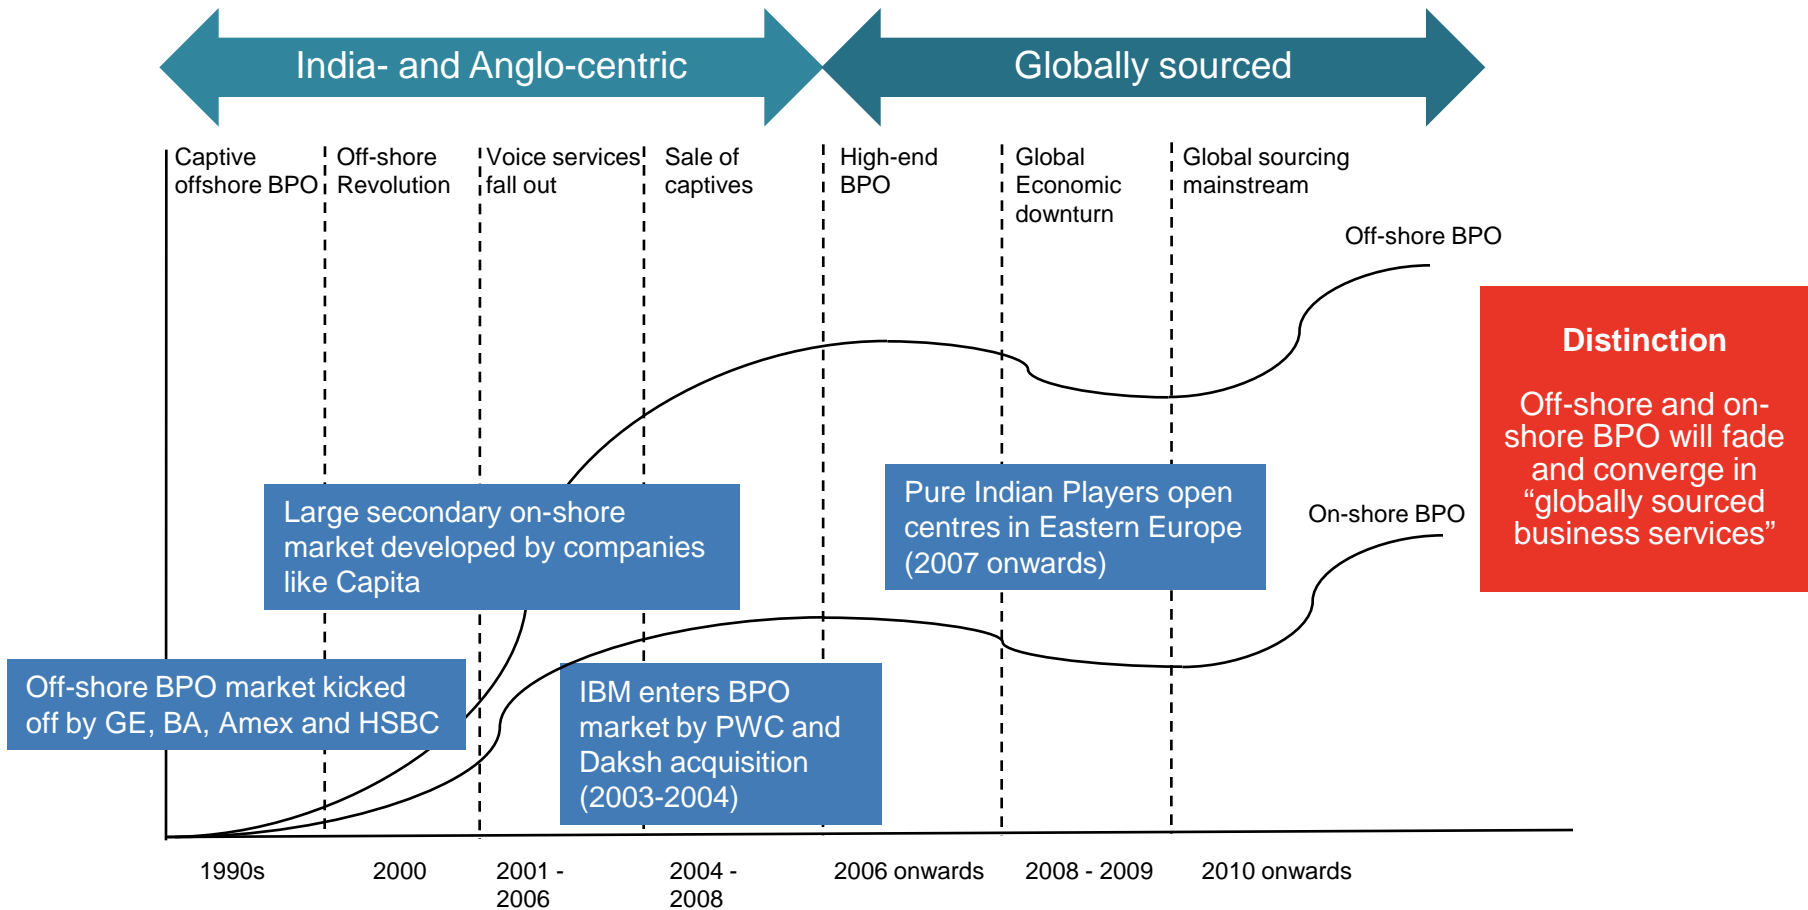 India- and Anglo-centric
Globally sourced
Captive
offshore BPO
Off-shore
Revolution
Voice services
fall out
Sale of
captives
High-end
BPO
Global
Economic
downturn
Global sourcing
mainstream
Off-shore BPO
Distinction
Off-shore and on-
shore BPO will fade
and converge in
“globally sourced
business services”
Large secondary on-shore
market developed by companies
like Capita
Pure Indian Players open
centres in Eastern Europe
(2007 onwards)
On-shore BPO
Off-shore BPO market kicked
off by GE, BA, Amex and HSBC
IBM enters BPO
market by PWC and
Daksh acquisition
(2003-2004)
1990s
2000
2001 -
2006
2004 -
2008
2006 onwards
2008 - 2009
2010 onwards